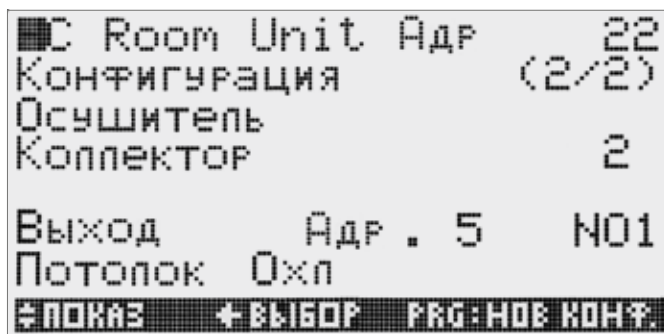 RC Room Unit Адр 22
Конфигурация (2/2)
Осушитель
Коллектор 2
Выход Адр. 5 NO1
Потолок Охл
ПОКАЗ ←ВЫБОР PRG:НОВ КОНФ.